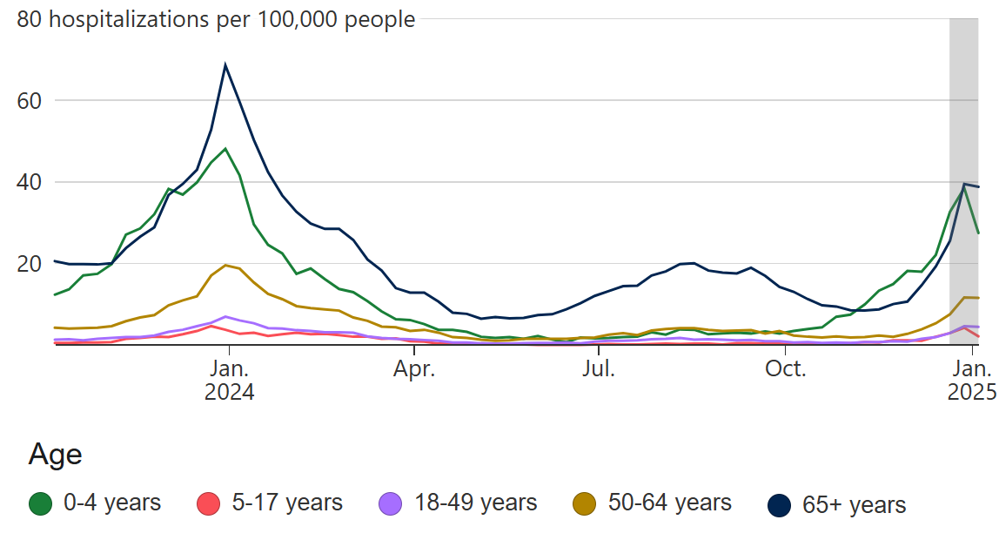 80 hospitalizations per 100,000 people
60
40
20
Jan. Apr. Jul. Oct. Jan.
2024 2025
Age
0-4 years 5-17 years 18-49 years 50-64 years 65+ years